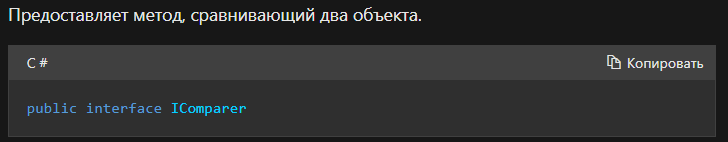 Предоставляет метод, сравнивающий два объекта.
C #
Копировать
public interface IComparer